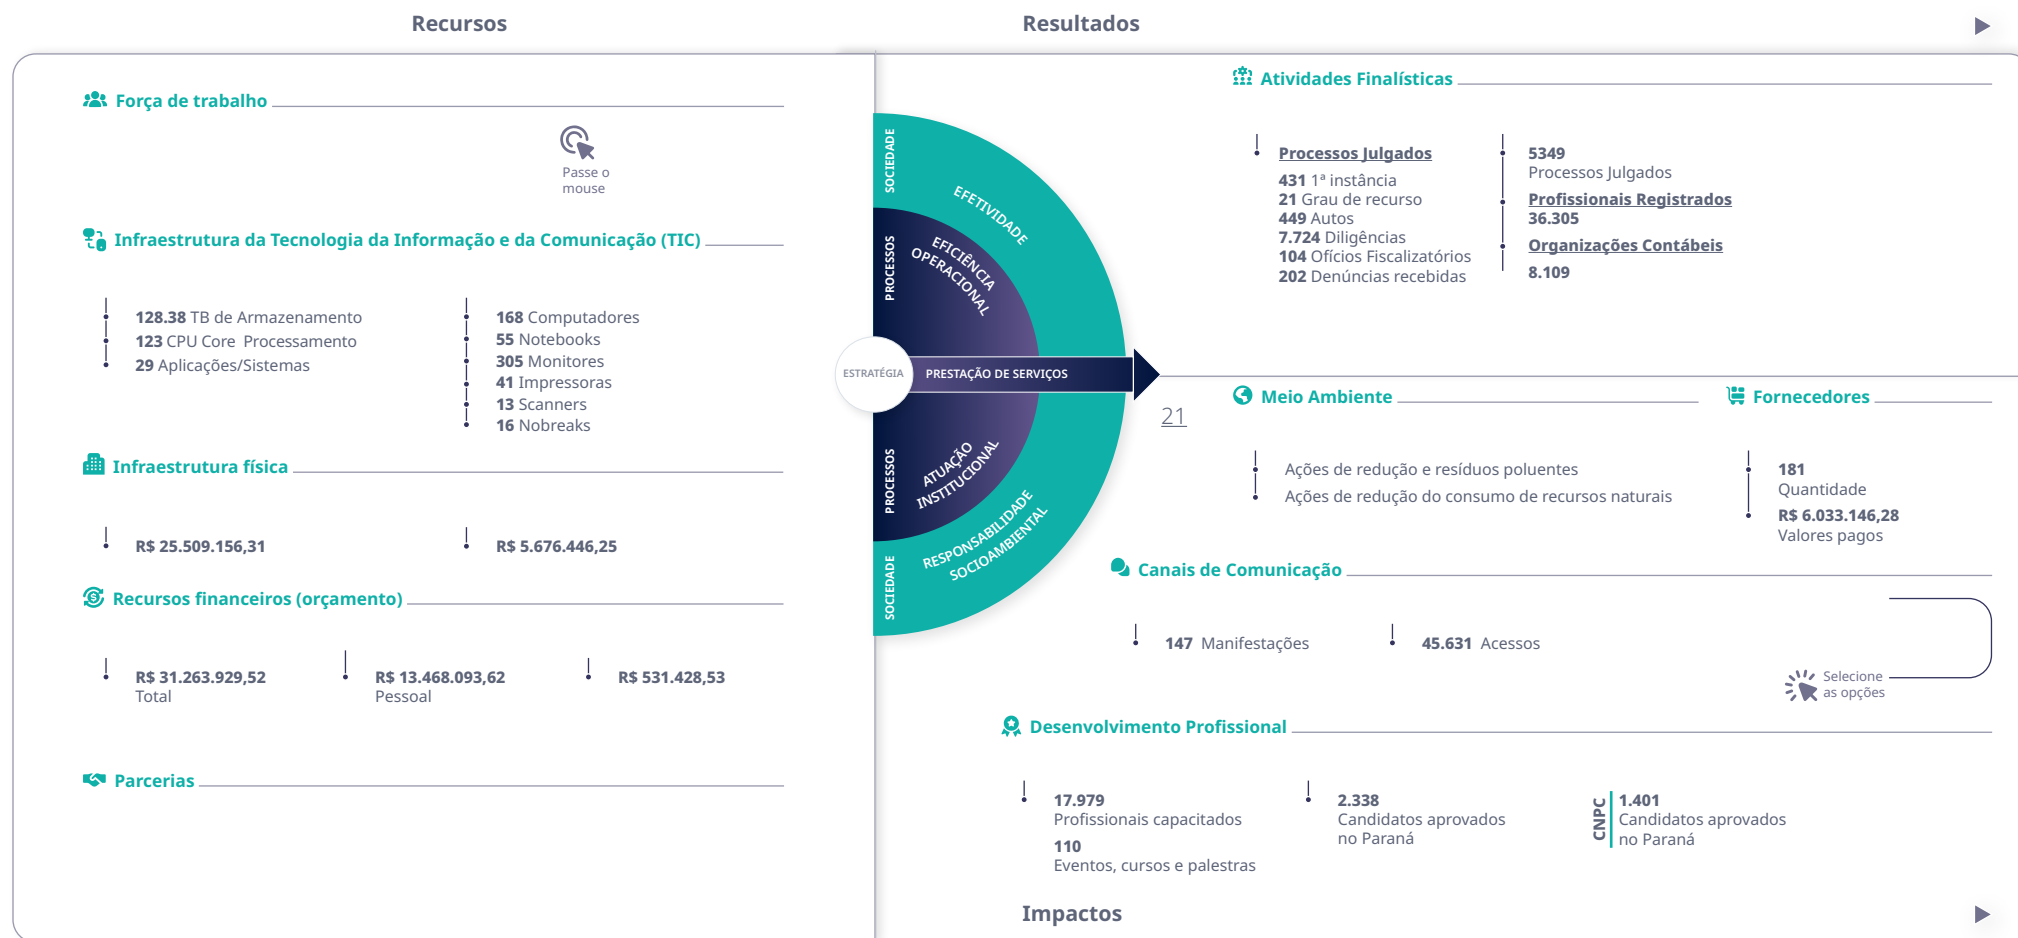 Recursos
Força de trabalho
Passe o
mouse
Infraestrutura da Tecnologia da Informação e da Comunicação (TIC)
128.38 TB de Armazenamento
123 CPU Core Processamento
29 Aplicações/Sistemas
168 Computadores
55 Notebooks
305 Monitores
41 Impressoras
13 Scanners
16 Nobreaks
Infraestrutura física
R$ 25.509.156,31
R$ 5.676.446,25
Recursos financeiros (orçamento)
R$ 31.263.929,52
Total
R$ 13.468.093,62
Pessoal
R$ 531.428,53
Parcerias
SOCIEDADE
EFETIVIDADE
PROCESSOS
EFICIÊNCIA
OPERACIONAL
ESTRATÉGIA
PRESTAÇÃO DE SERVIÇOS
PROCESSOS
ATUAÇÃO
INSTITUCIONAL
SOCIEDADE
RESPONSABILIDADE
SOCIOAMBIENTAL
Resultados
Atividades Finalísticas
Processos Julgados
431 1ª instância
21 Grau de recurso
449 Autos
7.724 Diligências
104 Ofícios Fiscalizatórios
202 Denúncias recebidas
5349
Processos Julgados
Profissionais Registrados
36.305
Organizações Contábeis
8.109
21
Meio Ambiente
Ações de redução e resíduos poluentes
Ações de redução do consumo de recursos naturais
Fornecedores
181
Quantidade
R$ 6.033.146,28
Valores pagos
Canais de Comunicação
147 Manifestações
45.631 Acessos
Selecione
as opções
Desenvolvimento Profissional
17.979
Profissionais capacitados
110
Eventos, cursos e palestras
2.338
Candidatos aprovados
no Paraná
CNPC
1.401
Candidatos aprovados
no Paraná
Impactos